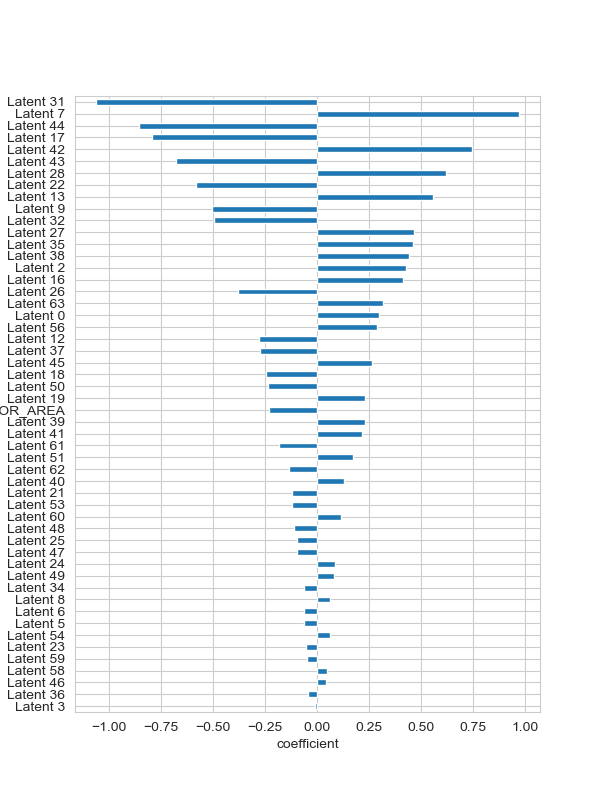 Latent 31
Latent 7
Latent 44
Latent 17
Latent 42
Latent 43
Latent 28
Latent 22
Latent 13
Latent 9
Latent 32
Latent 27
Latent 35
Latent 38
Latent 2
Latent 16
Latent 26
Latent 63
Latent 0
Latent 56
Latent 12
Latent 37
Latent 45
Latent 18
Latent 50
Latent 19
OR_AREA
Latent 39
Latent 41
Latent 61
Latent 51
Latent 62
Latent 40
Latent 21
Latent 53
Latent 60
Latent 48
Latent 25
Latent 47
Latent 24
Latent 49
Latent 34
Latent 8
Latent 6
Latent 5
Latent 54
Latent 23
Latent 59
Latent 58
Latent 46
Latent 36
Latent 3
−1.00 −0.75 −0.50 −0.25 0.00 0.25 0.50 0.75 1.00
coefficient